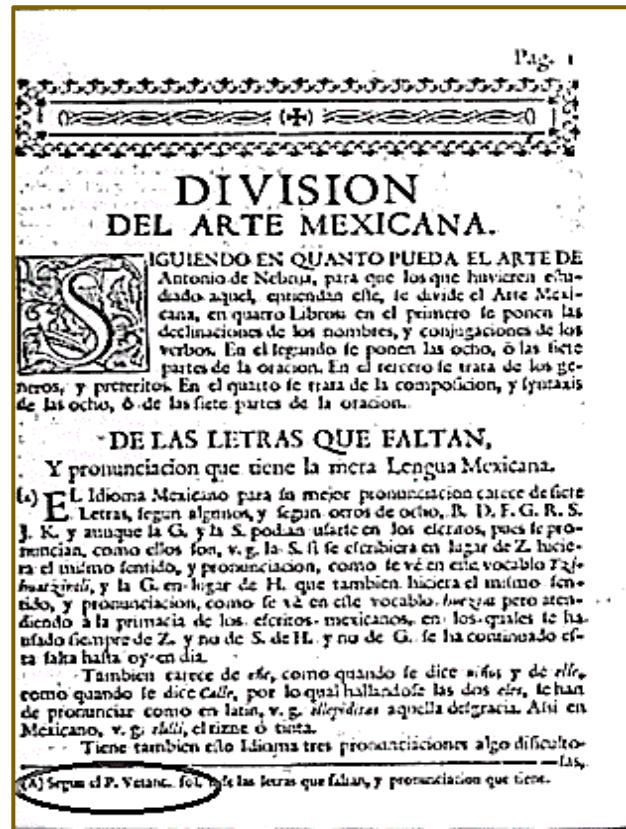 Pag. 1
DIVISION
DEL ARTE MEXICANA.
SIGUIENDO EN QUANTO PUEDA EL ARTE DE
Antonio de Nebrija, para que los que huvieren estu-
diado aquel, entiendan este, se divide el Arte Mexi-
cana, en quatro Libros: en el primero se ponen las
declinaciones de los nombres, y conjugaciones de los
verbos. En el segundo se ponen las ocho, ò las siete
partes de la oracion. En el tercero se trata de los ge-
neros, y preteritos. En el quarto se trata de la composicion, y syntaxis
de las ocho, ò de las siete partes de la oracion.
DE LAS LETRAS QUE FALTAN,
Y pronunciacion que tiene la mera Lengua Mexicana.
(A) EL Idioma Mexicano para su mejor pronunciacion carece de siete
Letras, segun algunos, y segun otros de ocho, B. D. F. G. R. S.
J. K. y aunque la G. y la S. podian usarse en los escritos, pues se pro-
nuncian, como ellos son, v. g. la S. si se escribiera en lugar de Z. hicie-
ra el mismo sentido, y pronunciacion, como se vé en este vocablo
y la G. en lugar de H. que tambien hiciera el mismo sen-
tido, y pronunciacion, como se vè en este vocablo pero aten-
diendo à la primacia de los escritos mexicanos, en los quales se ha
usado siempre de Z. y no de S. de H. y no de G. se ha continuado es-
ta falta hasta oy en dia.
Tambien carece de eñe, como quando se dice niños y de elle,
como quando se dice Calle, por lo qual hallandose las dos eles, se han
de pronunciar como en latin, v. g. aquella desgracia. Asi en
Mexicano, v. g. tlilli, el tizne ò tinta.
Tiene tambien este Idioma tres pronunciaciones algo dificulto-
sas,
(A) Segun el P. Vetanc. fol. 1. de las letras que faltan, y pronunciacion que tiene.